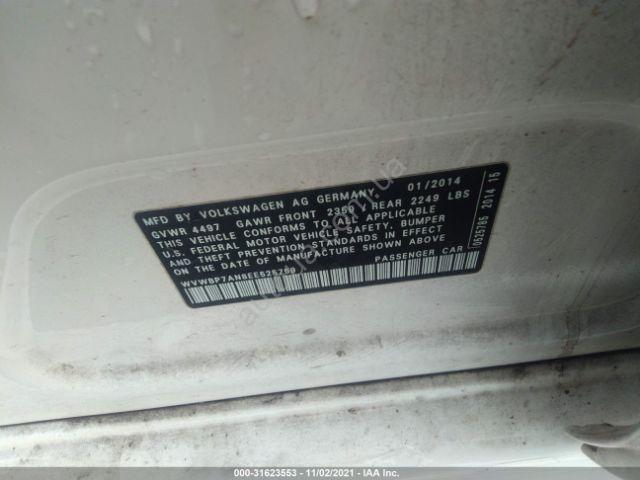 MFD BY VOLKSWAGEN AG GERMANY 01/2014
GVWR 4497 GAWR FRONT REAR 2249 LBS
THIS VEHICLE CONFORMS TO ALL APPLICABLE
U.S. FEDERAL MOTOR VEHICLE SAFETY, BUMPER
AND THEFT PREVENTION STANDARDS IN EFFECT
ON THE DATE OF MANUFACTURE SHOWN ABOVE
PASSENGER CAR
0525785 2014 15
000-31623553 — 11/02/2021 — IAA Inc.